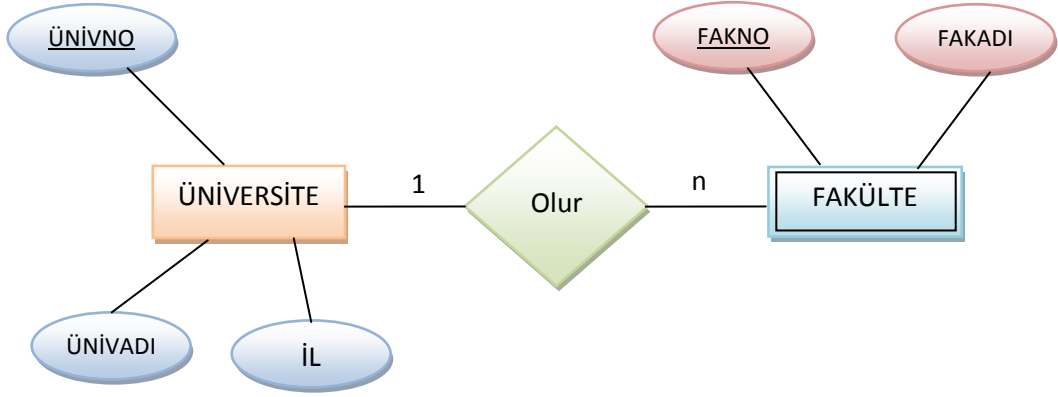 ÜNİVNO
FAKNO
FAKADI
ÜNİVERSİTE
1
Olur
n
FAKÜLTE
ÜNİVADI
İL